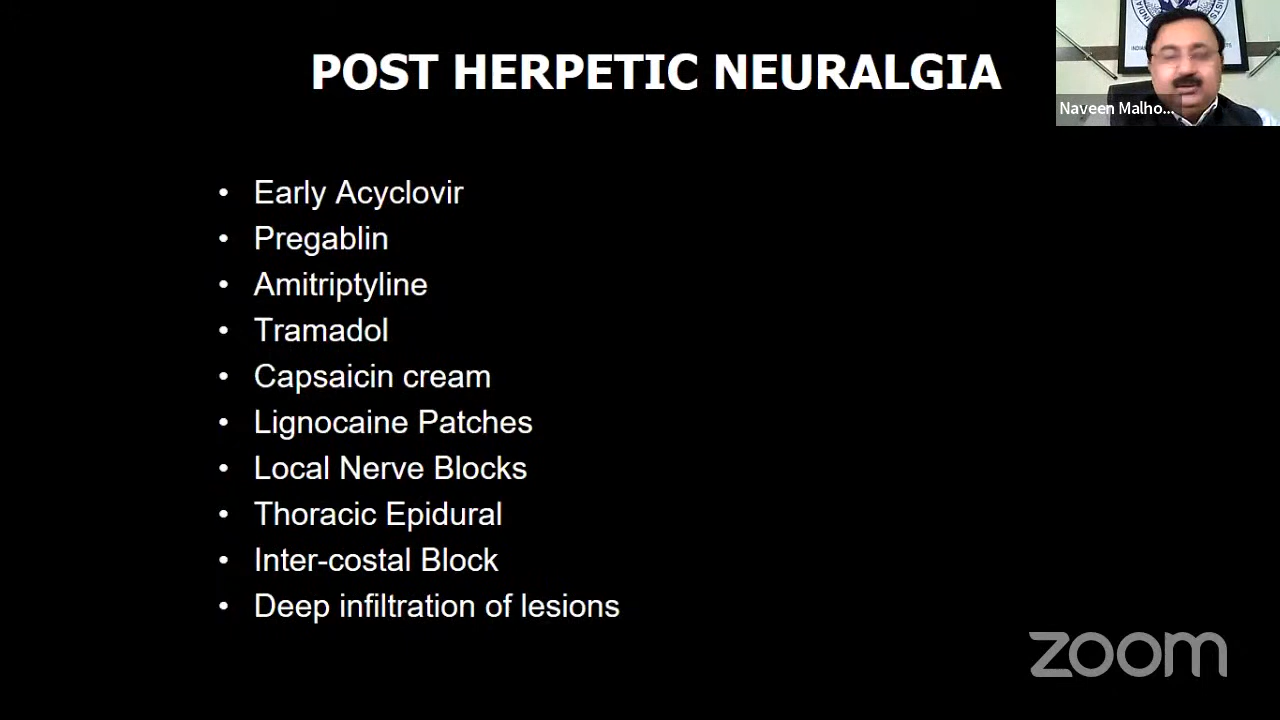 POST HERPETIC NEURALGIA
Naveen Malho...
• Early Acyclovir
• Pregablin
• Amitriptyline
• Tramadol
• Capsaicin cream
• Lignocaine Patches
• Local Nerve Blocks
• Thoracic Epidural
• Inter-costal Block
• Deep infiltration of lesions
zoom